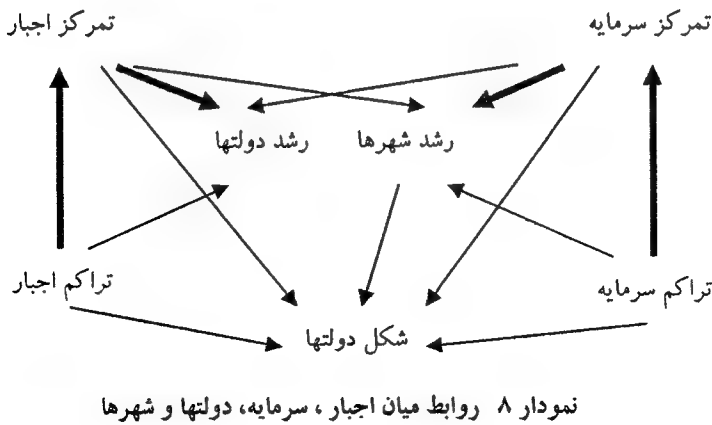 تمرکز سرمایه
تمرکز اجبار
رشد شهرها
رشد دولتها
تراکم سرمایه
تراکم اجبار
شکل دولتها
نمودار ۸ روابط میان اجبار، سرمایه، دولتها و شهرها